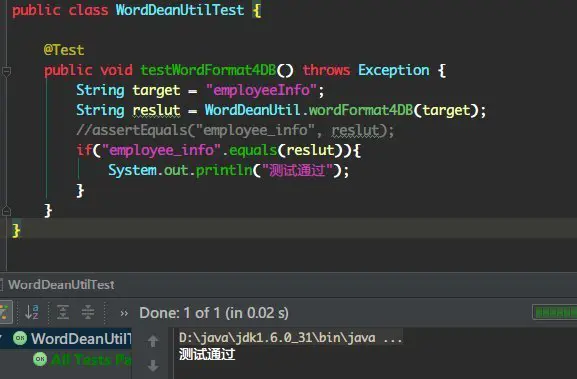 public class WordDeanUtilTest {
@Test
public void testWordFormat4DB() throws Exception {
String target = "employeeInfo";
String reslut = WordDeanUtil.wordFormat4DB(target);
//assertEquals("employee_info", reslut);
if("employee_info".equals(reslut)){
System.out.println("测试通过");
}
}
}
WordDeanUtilTest
Done: 1 of 1 (in 0.02 s)
WordDeanUtilT
D:\java\jdk1.6.0_31\bin\java ...
All Tests Pa
测试通过